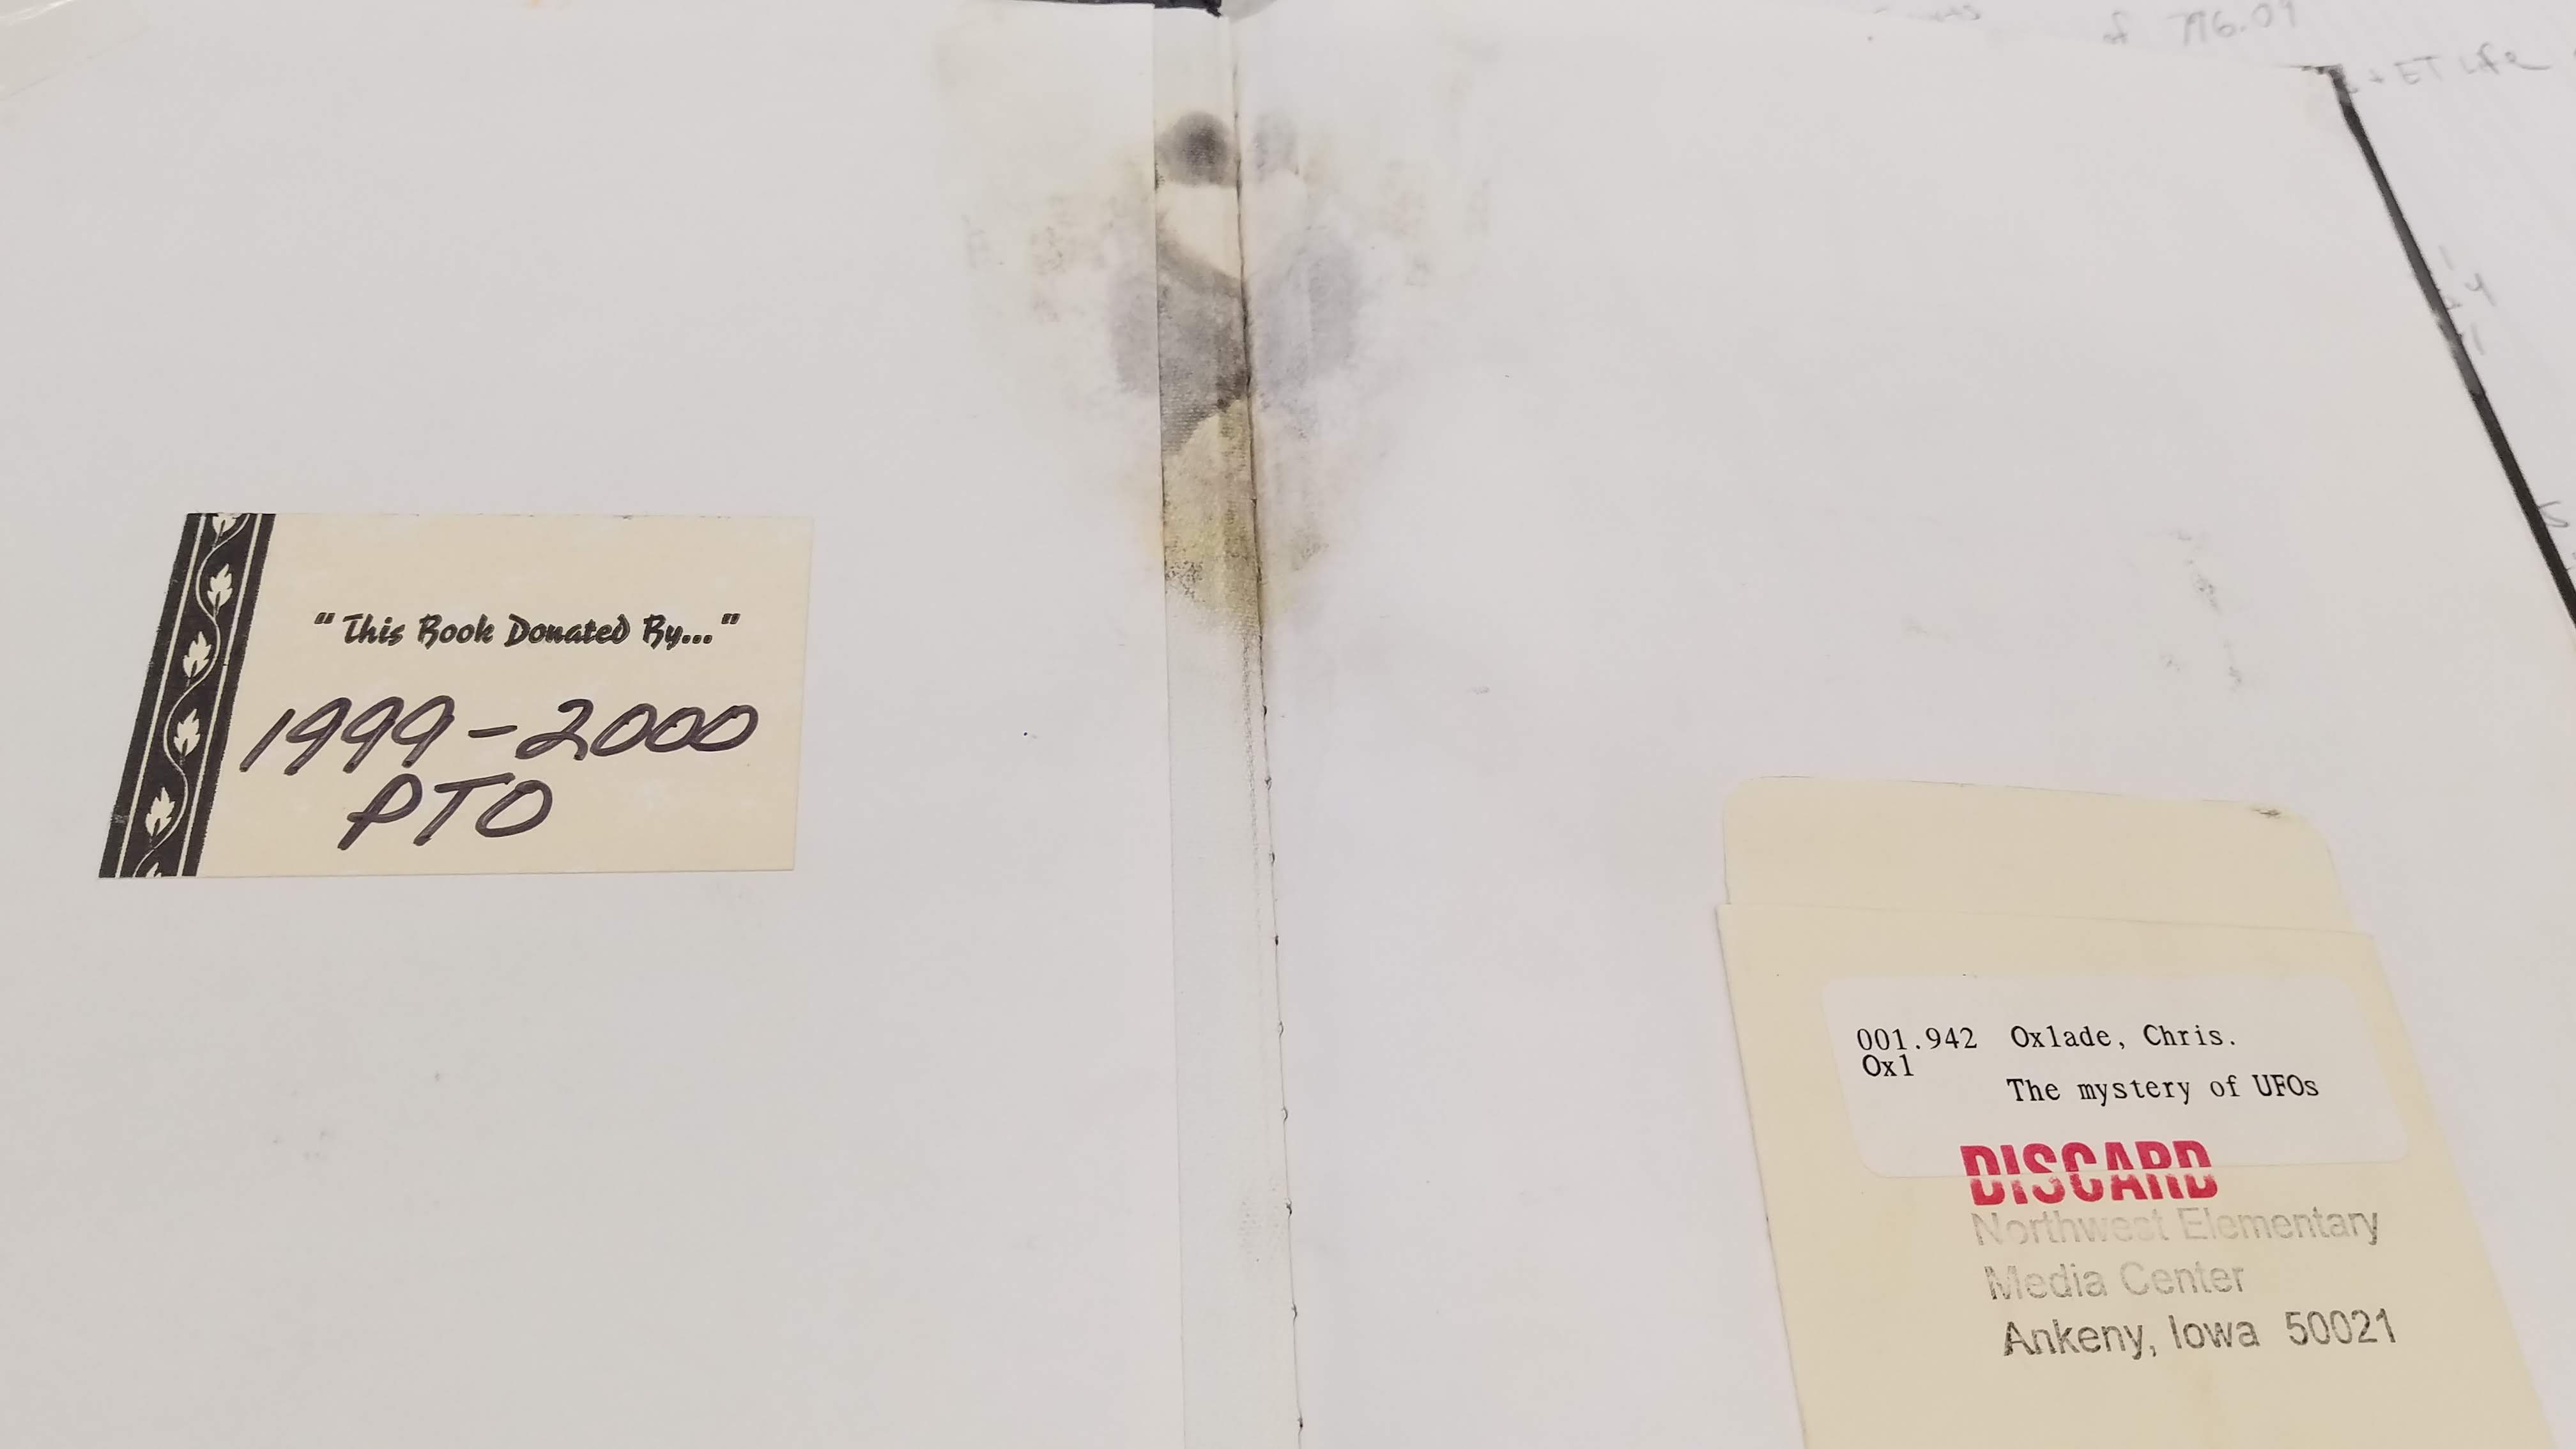 "This Book Donated By..."
1999-2000
PTO
001.942 Oxlade, Chris.
Oxl
The mystery of UFOs
DISCARD
Northwest Elementary
Media Center
Ankeny, Iowa 50021